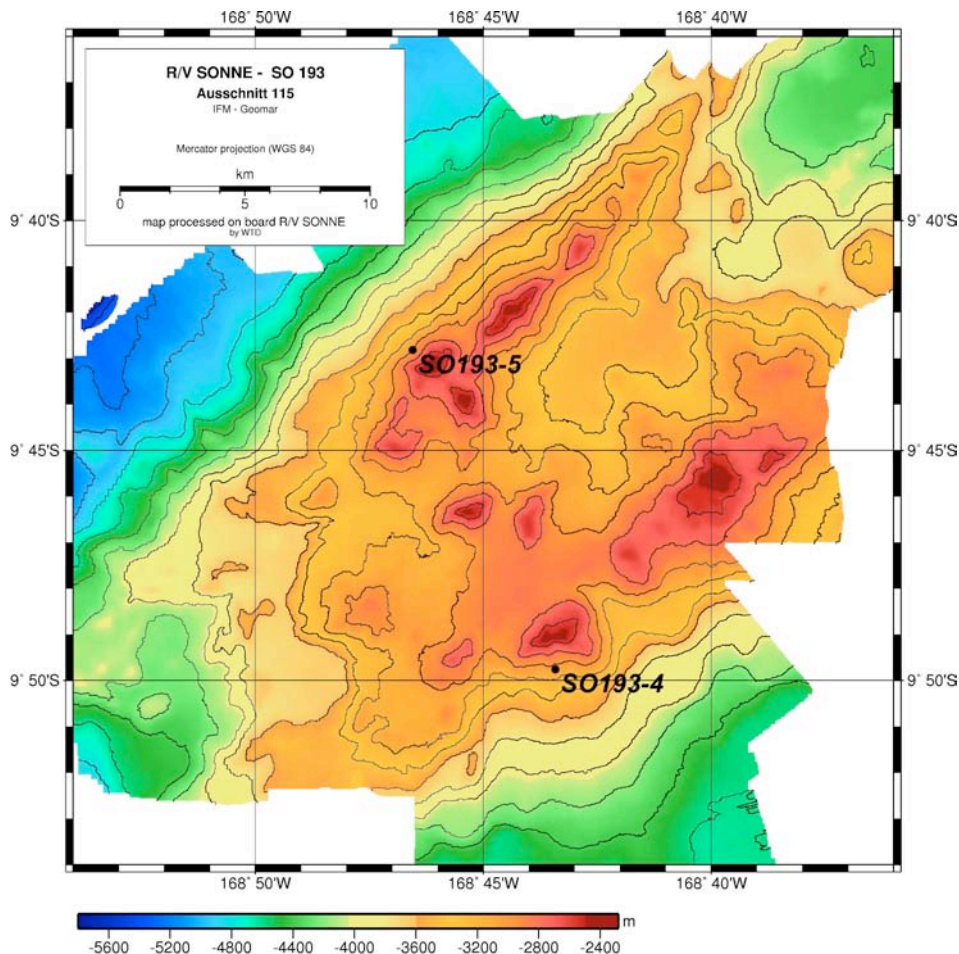 168° 50'W 168° 45'W 168° 40'W
R/V SONNE - SO 193
Ausschnitt 115
IFM - Geomar
Mercator projection (WGS 84)
km
0 5 10
map processed on board R/V SONNE
by WTD
9° 40'S 9° 40'S
SO193-5
9° 45'S 9° 45'S
9° 50'S 9° 50'S
SO193-4
168° 50'W 168° 45'W 168° 40'W
m
-5600 -5200 -4800 -4400 -4000 -3600 -3200 -2800 -2400